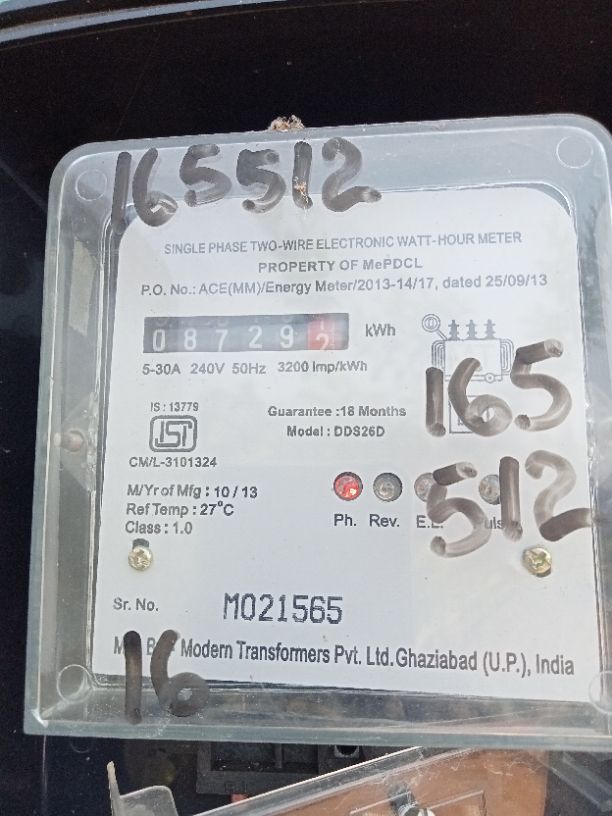 165512
SINGLE PHASE TWO-WIRE ELECTRONIC WATT-HOUR METER
PROPERTY OF MePDCL
P.O. No.: ACE(MM)/Energy Meter/2013-14/17, dated 25/09/13
087292 kWh
5-30A 240V 50Hz 3200 Imp/kWh
165
512
IS : 13779
ISI
CM/L-3101324
Guarantee :18 Months
Model : DDS26D
M/Yr of Mfg : 10 / 13
Ref Temp : 27°C
Class : 1.0
Ph. Rev.
Sr. No. M021565
Modern Transformers Pvt. Ltd. Ghaziabad (U.P.), India
16